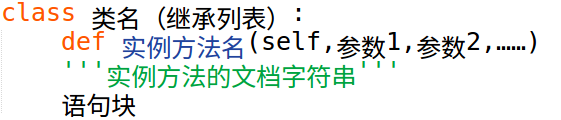 class 类名（继承列表）:
def 实例方法名(self,参数1,参数2,……)
'''实例方法的文档字符串'''
语句块